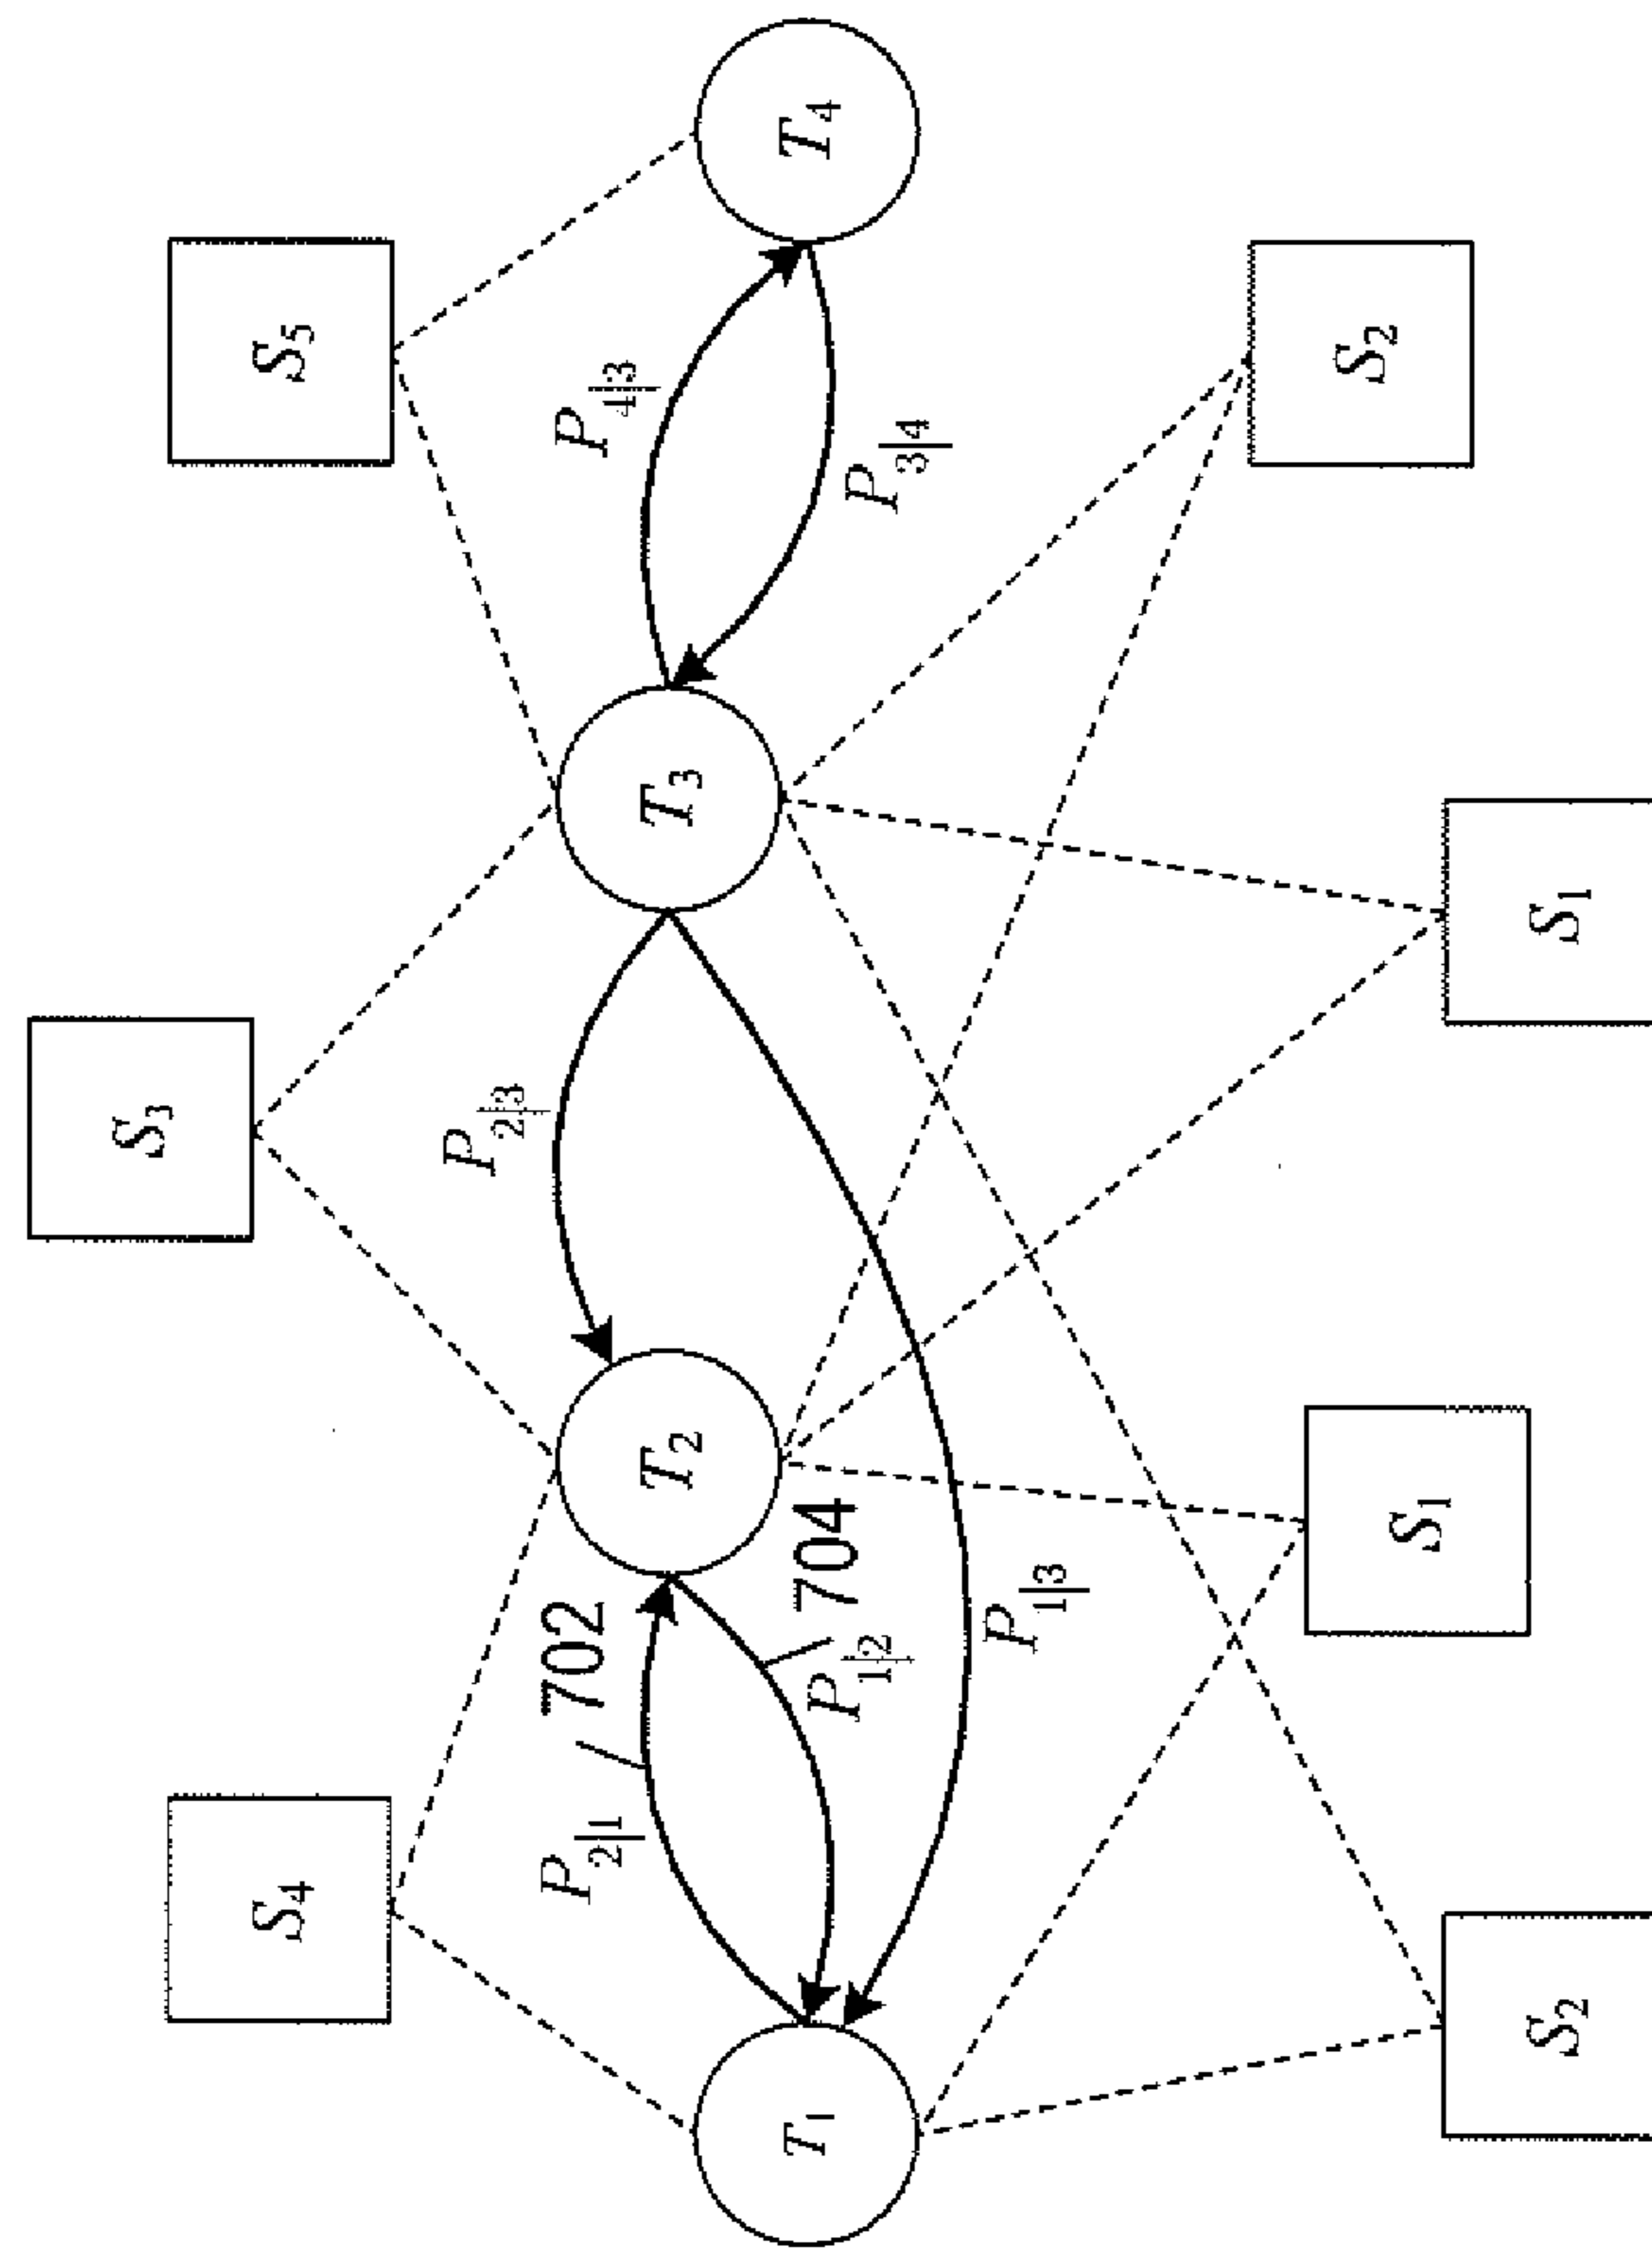 S₃
S₄
S₅
P₂|₃
P₂|₁
702
P₄|₃
T₂
T₃
T₁
P₁|₂
704
P₃|₄
T₄
P₁|₃
S₁
S₂
S₂
S₁